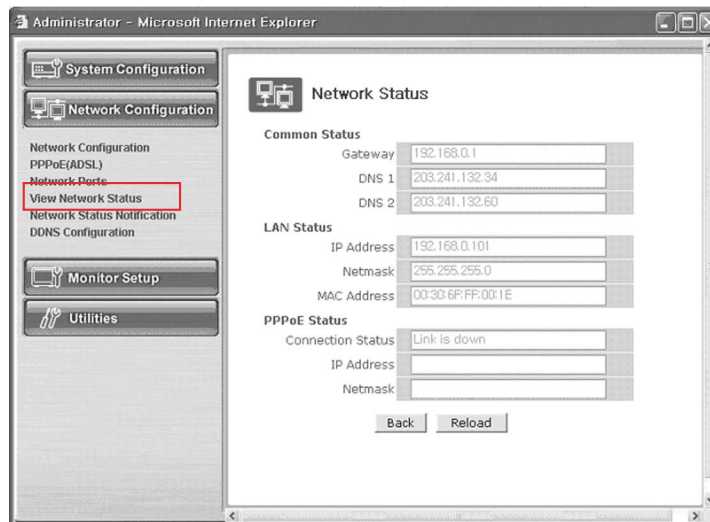 Administrator - Microsoft Internet Explorer
System Configuration
Network Configuration
Network Configuration
PPPoE(ADSL)
Network Ports
View Network Status
Network Status Notification
DDNS Configuration
Monitor Setup
Utilities
Network Status
Common Status
Gateway 192.168.0.1
DNS 1 203.241.132.34
DNS 2 203.241.132.60
LAN Status
IP Address 192.168.0.101
Netmask 255.255.255.0
MAC Address 00:30:6F:FF:00:1E
PPPoE Status
Connection Status Link is down
IP Address
Netmask
Back Reload